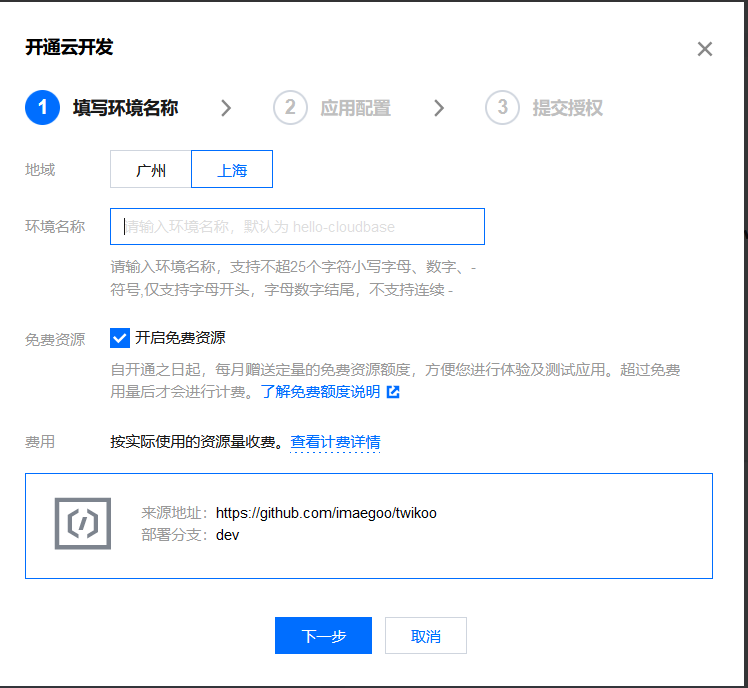 开通云开发
1 填写环境名称 2 应用配置 3 提交授权
地域 广州 上海
环境名称 请输入环境名称，默认为 hello-cloudbase
请输入环境名称，支持不超25个字符小写字母、数字、-
符号,仅支持字母开头，字母数字结尾，不支持连续 -
免费资源 开启免费资源
自开通之日起，每月赠送定量的免费资源额度，方便您进行体验及测试应用。超过免费
用量后才会进行计费。了解免费额度说明
费用 按实际使用的资源量收费。查看计费详情
来源地址：https://github.com/imaegoo/twikoo
部署分支：dev
下一步 取消